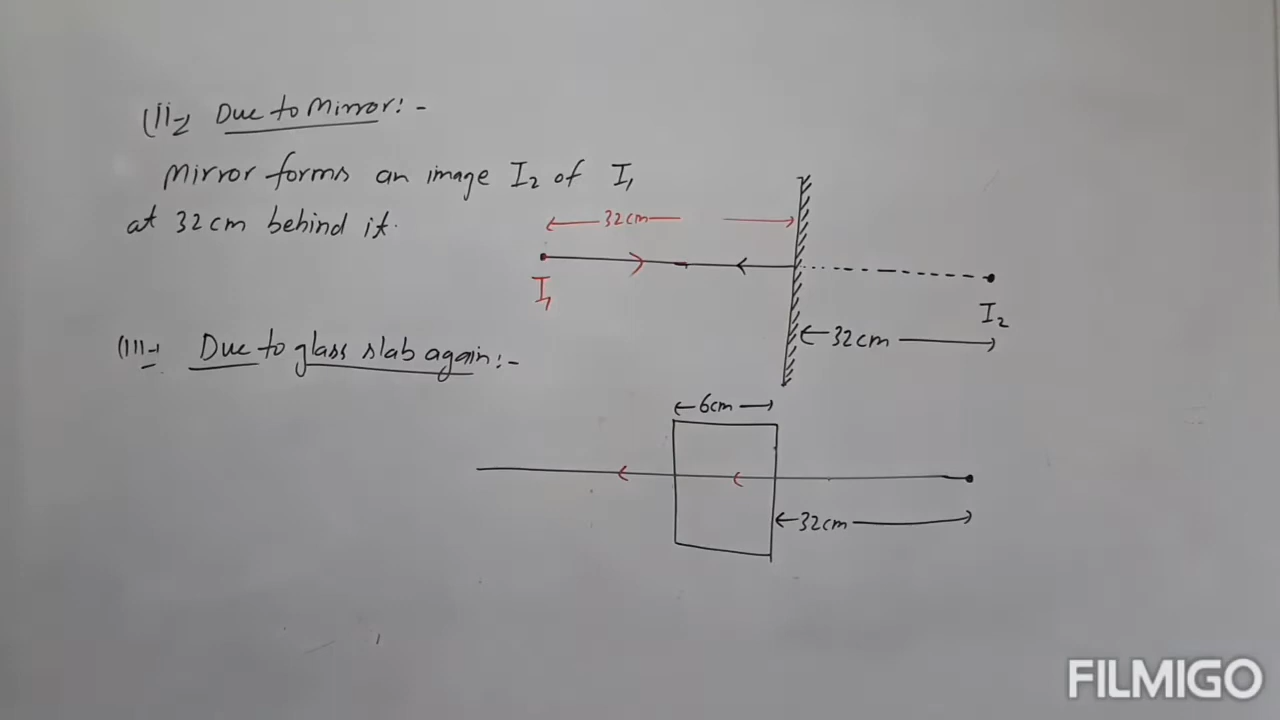 (II) Due to Mirror:-
Mirror forms an image I₂ of I₁
at 32cm behind it.
32cm
I₁
I₂
32cm
(III) Due to glass slab again:-
6cm
32cm
FILMIGO